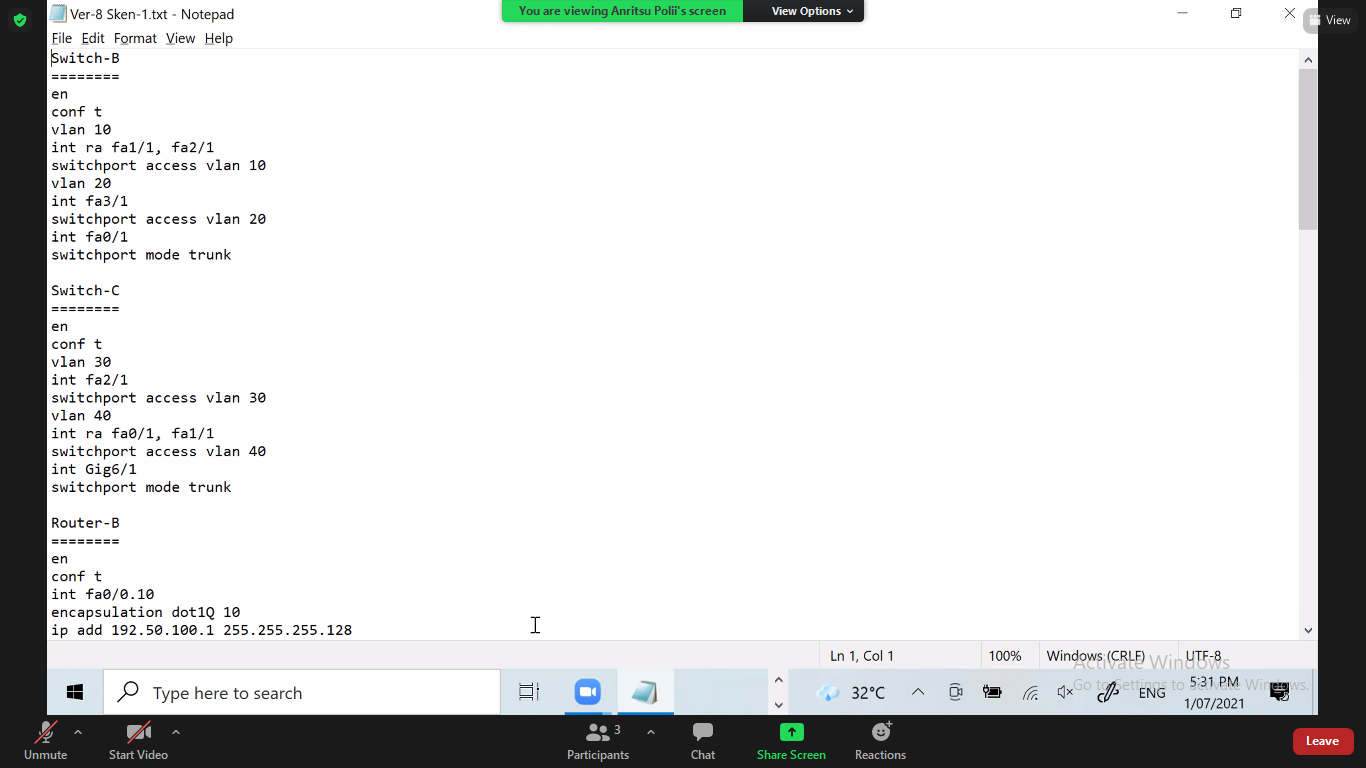 Ver-8 Sken-1.txt - Notepad
You are viewing Anritsu Polii's screen
View Options
View
File Edit Format View Help
Switch-B
========
en
conf t
vlan 10
int ra fa1/1, fa2/1
switchport access vlan 10
vlan 20
int fa3/1
switchport access vlan 20
int fa0/1
switchport mode trunk
Switch-C
========
en
conf t
vlan 30
int fa2/1
switchport access vlan 30
vlan 40
int ra fa0/1, fa1/1
switchport access vlan 40
int Gig6/1
switchport mode trunk
Router-B
========
en
conf t
int fa0/0.10
encapsulation dot1Q 10
ip add 192.50.100.1 255.255.255.128
Ln 1, Col 1
100%
Windows (CRLF)
UTF-8
Activate Windows
Go to Settings to activate Windows.
Type here to search
32°C
ENG
5:31 PM
1/07/2021
Unmute
Start Video
Participants
3
Chat
Share Screen
Reactions
Leave